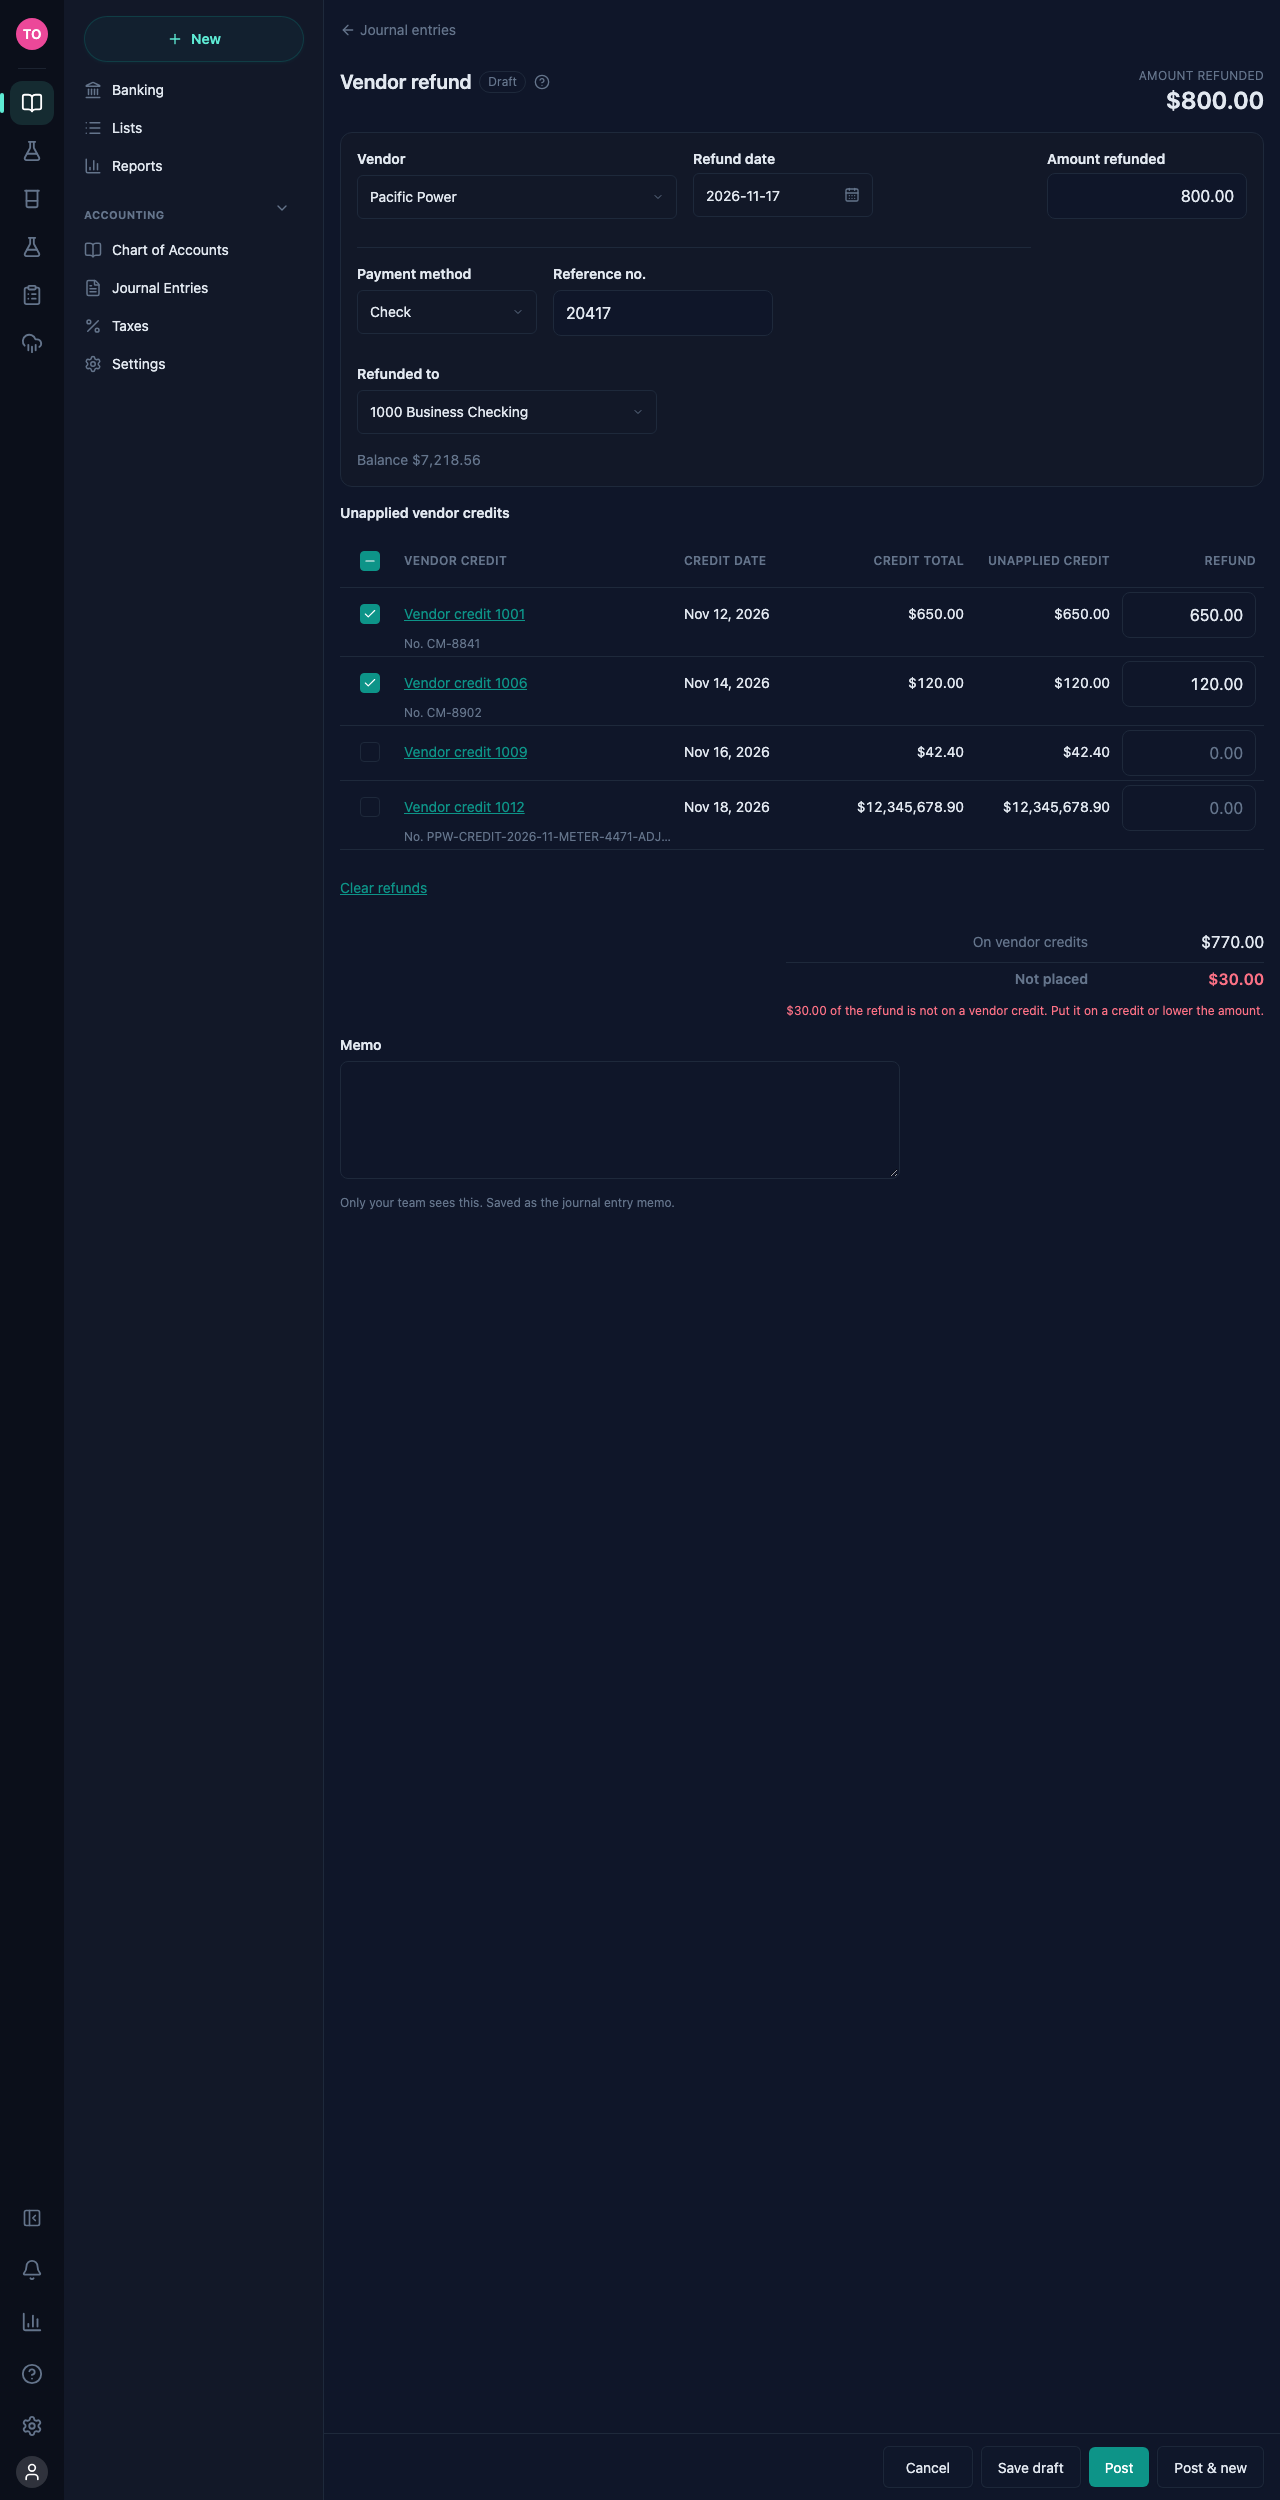 TO
New
Banking
Lists
Reports
ACCOUNTING
Chart of Accounts
Journal Entries
Taxes
Settings
Journal entries
Vendor refund Draft
AMOUNT REFUNDED
$800.00
Vendor Refund date Amount refunded
Pacific Power 2026-11-17 800.00
Payment method Reference no.
Check 20417
Refunded to
1000 Business Checking
Balance $7,218.56
Unapplied vendor credits
VENDOR CREDIT CREDIT DATE CREDIT TOTAL UNAPPLIED CREDIT REFUND
Vendor credit 1001 Nov 12, 2026 $650.00 $650.00 650.00
No. CM-8841
Vendor credit 1006 Nov 14, 2026 $120.00 $120.00 120.00
No. CM-8902
Vendor credit 1009 Nov 16, 2026 $42.40 $42.40 0.00
Vendor credit 1012 Nov 18, 2026 $12,345,678.90 $12,345,678.90 0.00
No. PPW-CREDIT-2026-11-METER-4471-ADJ...
Clear refunds
On vendor credits $770.00
Not placed $30.00
$30.00 of the refund is not on a vendor credit. Put it on a credit or lower the amount.
Memo
Only your team sees this. Saved as the journal entry memo.
Cancel Save draft Post Post & new